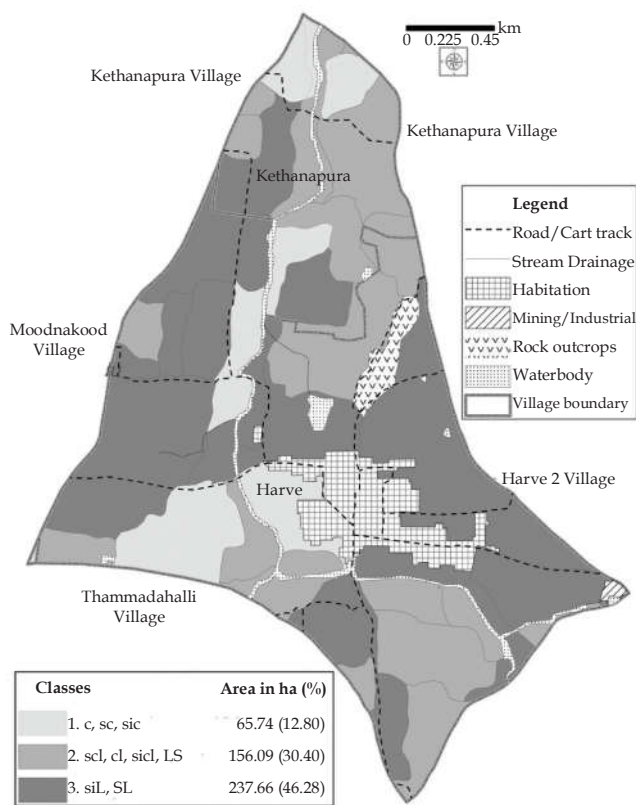 km
0 0.225 0.45
Kethanapura Village
Kethanapura Village
Kethanapura
Legend
Road/Cart track
Stream Drainage
Habitation
Mining/Industrial
Rock outcrops
Waterbody
Village boundary
Moodnakood
Village
Harve
Harve 2 Village
Thammadahalli
Village
Classes Area in ha (%)
1. c, sc, sic 65.74 (12.80)
2. scl, cl, sicl, LS 156.09 (30.40)
3. siL, SL 237.66 (46.28)